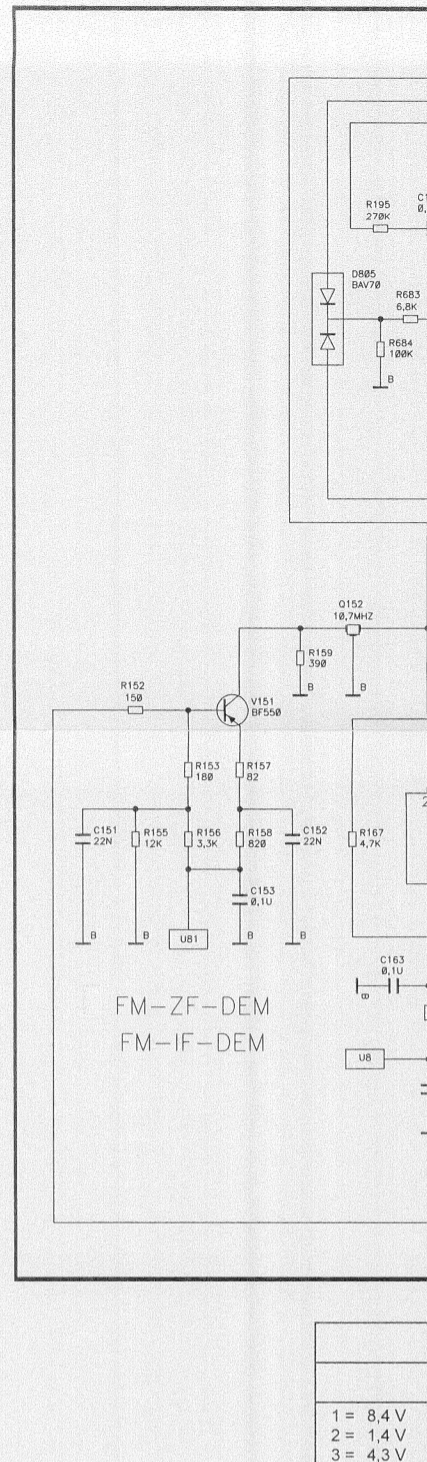 R195
270K
D805
BAV70
R683
6,8K
R684
100K
B
Q152
10,7MHZ
R159
390
B
B
R152
150
V151
BF550
R153
180
R157
82
C151
22N
R155
12K
R156
3,3K
R158
820
C152
22N
R167
4,7K
C153
0,1U
B
B
U81
B
B
C163
0,1U
B
FM-ZF-DEM
FM-IF-DEM
U8
1 = 8,4 V
2 = 1,4 V
3 = 4,3 V